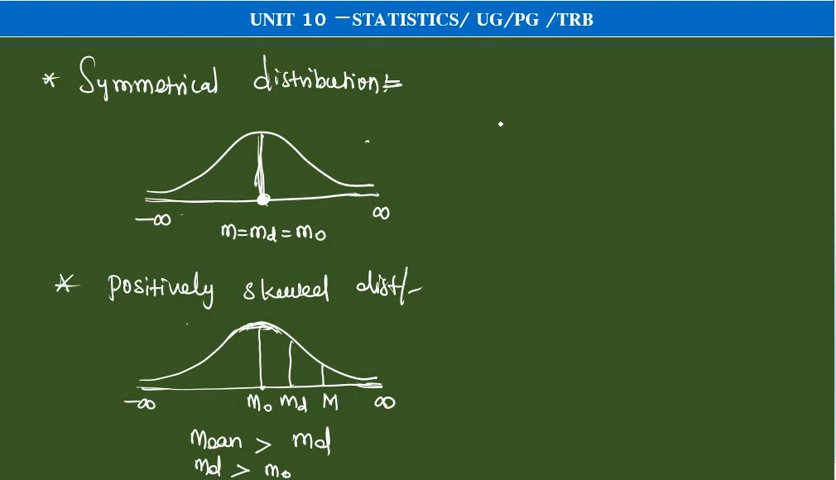 UNIT 10 – STATISTICS/ UG/PG /TRB
* Symmetrical distribution:-
-∞ ∞
m=md=mo
* Positively skewed dist/-
-∞ mo md M ∞
Mean > md
md > mo